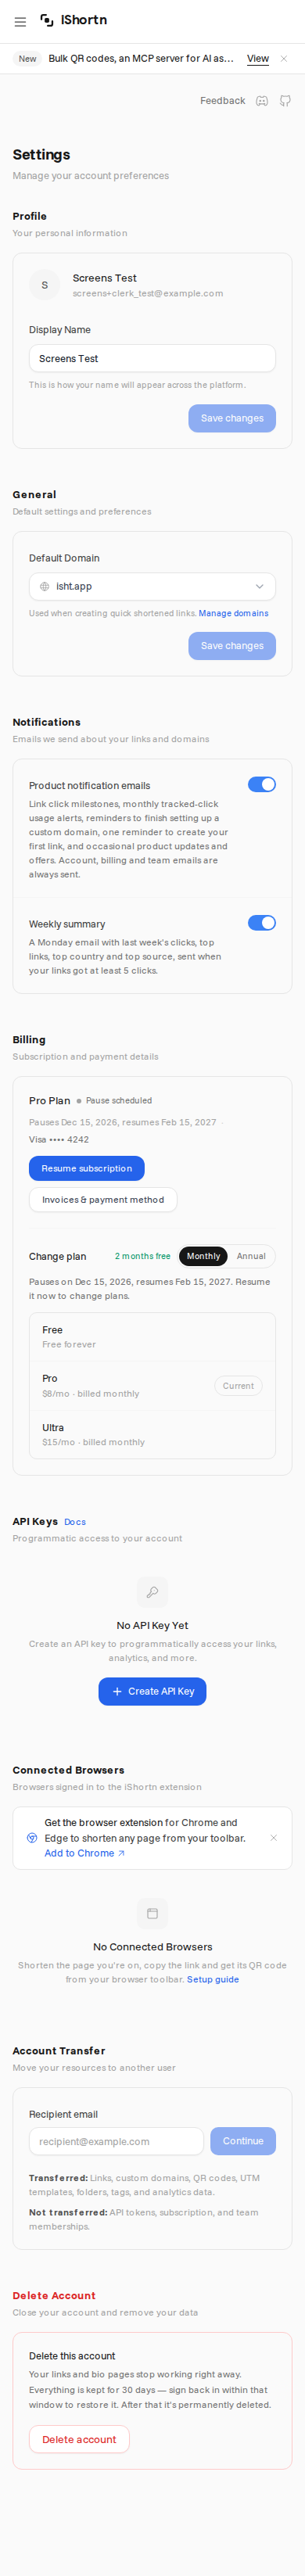 IShortn
New Bulk QR codes, an MCP server for AI as... View
Feedback
Settings
Manage your account preferences
Profile
Your personal information
S
Screens Test
screens+clerk_test@example.com
Display Name
Screens Test
This is how your name will appear across the platform.
Save changes
General
Default settings and preferences
Default Domain
isht.app
Used when creating quick shortened links. Manage domains
Save changes
Notifications
Emails we send about your links and domains
Product notification emails
Link click milestones, monthly tracked-click
usage alerts, reminders to finish setting up a
custom domain, one reminder to create your
first link, and occasional product updates and
offers. Account, billing and team emails are
always sent.
Weekly summary
A Monday email with last week's clicks, top
links, top country and top source, sent when
your links got at least 5 clicks.
Billing
Subscription and payment details
Pro Plan Pause scheduled
Pauses Dec 15, 2026, resumes Feb 15, 2027 ·
Visa •••• 4242
Resume subscription
Invoices & payment method
Change plan 2 months free Monthly Annual
Pauses on Dec 15, 2026, resumes Feb 15, 2027. Resume
it now to change plans.
Free
Free forever
Pro
$8/mo · billed monthly
Current
Ultra
$15/mo · billed monthly
API Keys Docs
Programmatic access to your account
No API Key Yet
Create an API key to programmatically access your links,
analytics, and more.
Create API Key
Connected Browsers
Browsers signed in to the iShortn extension
Get the browser extension for Chrome and
Edge to shorten any page from your toolbar.
Add to Chrome
No Connected Browsers
Shorten the page you're on, copy the link and get its QR code
from your browser toolbar. Setup guide
Account Transfer
Move your resources to another user
Recipient email
recipient@example.com
Continue
Transferred: Links, custom domains, QR codes, UTM
templates, folders, tags, and analytics data.
Not transferred: API tokens, subscription, and team
memberships.
Delete Account
Close your account and remove your data
Delete this account
Your links and bio pages stop working right away.
Everything is kept for 30 days — sign back in within that
window to restore it. After that it's permanently deleted.
Delete account